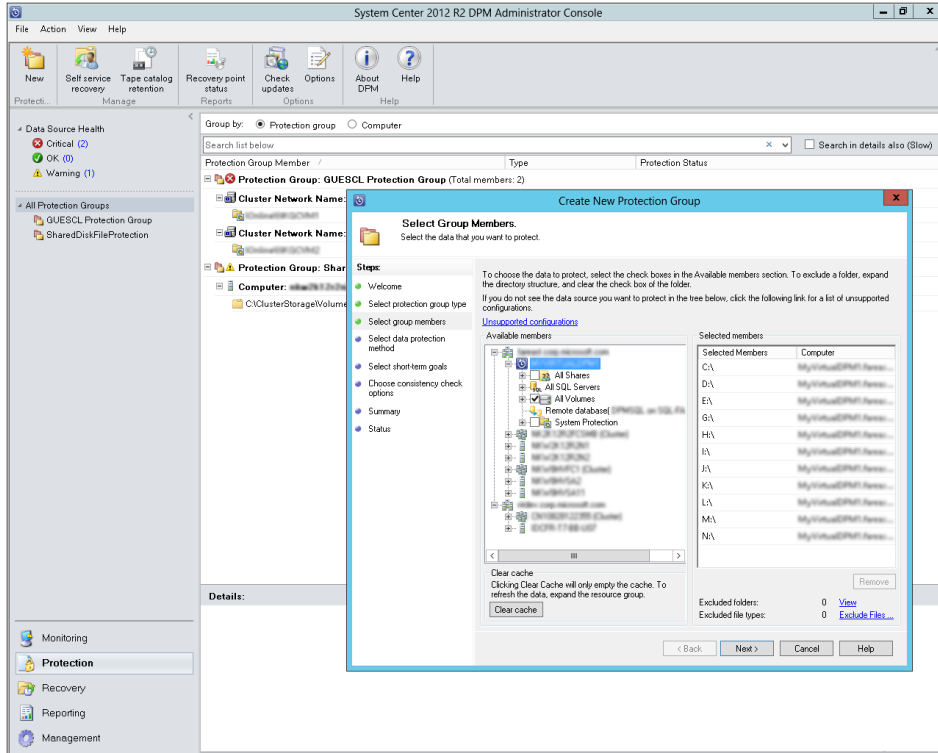 System Center 2012 R2 DPM Administrator Console
File Action View Help
New
Self service recovery
Tape catalog retention
Recovery point status
Check updates
Options
About DPM
Help
Protecti...
Manage
Reports
Options
Help
Data Source Health
Critical (2)
OK (0)
Warning (1)
All Protection Groups
GUESCL Protection Group
SharedDiskFileProtection
Group by: Protection group Computer
Search list below
Search in details also (Slow)
Protection Group Member / Type Protection Status
Protection Group: GUESCL Protection Group (Total members: 2)
Cluster Network Name:
Cluster Network Name:
Protection Group: Shar
Computer:
C:\ClusterStorage\Volume
Details:
Monitoring
Protection
Recovery
Reporting
Management
Create New Protection Group
Select Group Members.
Select the data that you want to protect.
Steps:
Welcome
Select protection group type
Select group members
Select data protection method
Select short-term goals
Choose consistency check options
Summary
Status
To choose the data to protect, select the check boxes in the Available members section. To exclude a folder, expand
the directory structure, and clear the check box of the folder.
If you do not see the data source you want to protect in the tree below, click the following link for a list of unsupported
configurations.
Unsupported configurations
Available members
All Shares
All SQL Servers
All Volumes
Remote database(
System Protection
Clear cache
Clicking Clear Cache will only empty the cache. To
refresh the data, expand the resource group.
Clear cache
Selected members
Selected Members Computer
C:\
D:\
E:\
G:\
H:\
I:\
J:\
K:\
L:\
M:\
N:\
Remove
Excluded folders: 0 View
Excluded file types: 0 Exclude Files ...
< Back
Next >
Cancel
Help